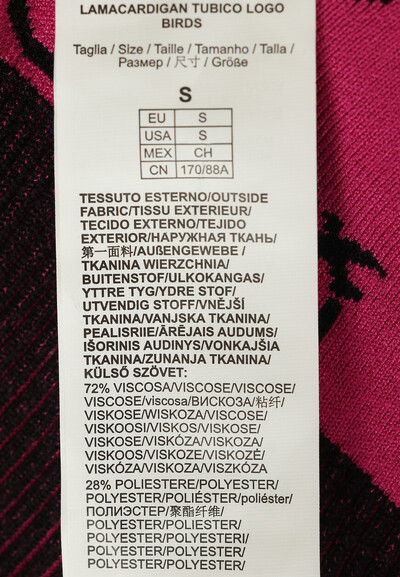 LAMACARDIGAN TUBICO LOGO
BIRDS
Taglia / Size / Taille / Tamanho / Talla /
Размер / 尺寸 / Größe
S
EU S
USA S
MEX CH
CN 170/88A
TESSUTO ESTERNO/OUTSIDE
FABRIC/TISSU EXTERIEUR/
TECIDO EXTERNO/TEJIDO
EXTERIOR/НАРУЖНАЯ ТКАНЬ/
第一面料/AUßENGEWEBE /
TKANINA WIERZCHNIA/
BUITENSTOF/ULKOKANGAS/
YTTRE TYG/YDRE STOF/
UTVENDIG STOFF/VNĚJŠÍ
TKANINA/VANJSKA TKANINA/
PEALISRIIE/ĀRĒJAIS AUDUMS/
IŠORINIS AUDINYS/VONKAJŠIA
TKANINA/ZUNANJA TKANINA/
KÜLSŐ SZÖVET:
72% VISCOSA/VISCOSE/VISCOSE/
VISCOSE/viscosa/ВИСКОЗА/粘纤/
VISKOSE/WISKOZA/VISCOSE/
VISKOOSI/VISKOS/VISKOSE/
VISKOSE/VISKÓZA/VISKOZA/
VISKOOS/VISKOZE/VISKOZĖ/
VISKÓZA/VISKOZA/VISZKÓZA
28% POLIESTERE/POLYESTER/
POLYESTER/POLIÉSTER/poliéster/
ПОЛИЭСТЕР/聚酯纤维/
POLYESTER/POLIESTER/
POLYESTER/POLYESTERI/
POLYESTER/POLYESTER/
POLYESTER/POLYESTER/